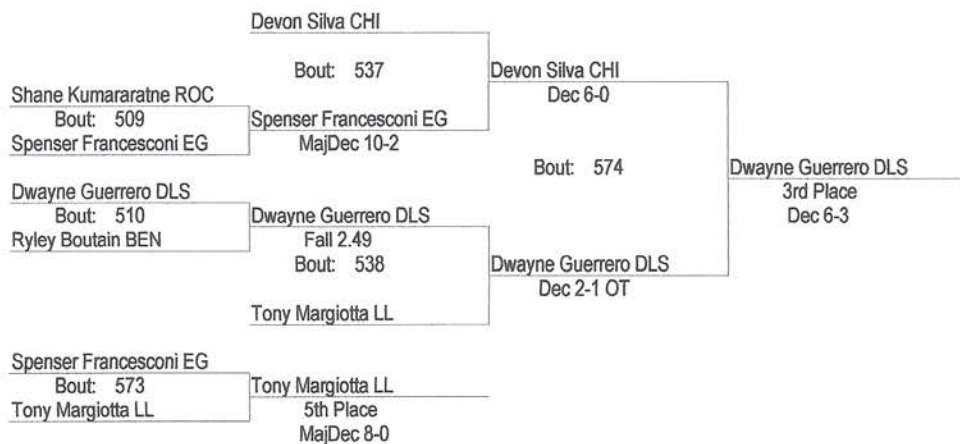 Devon Silva CHI
Bout: 537
Devon Silva CHI
Dec 6-0
Shane Kumararatne ROC
Bout: 509
Spenser Francesconi EG
Spenser Francesconi EG
MajDec 10-2
Bout: 574
Dwayne Guerrero DLS
3rd Place
Dec 6-3
Dwayne Guerrero DLS
Bout: 510
Ryley Boutain BEN
Dwayne Guerrero DLS
Fall 2.49
Bout: 538
Dwayne Guerrero DLS
Dec 2-1 OT
Tony Margiotta LL
Spenser Francesconi EG
Bout: 573
Tony Margiotta LL
Tony Margiotta LL
5th Place
MajDec 8-0